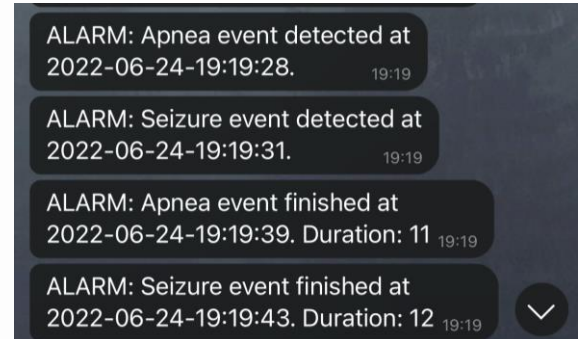 ALARM: Apnea event detected at
2022-06-24-19:19:28. 19:19
ALARM: Seizure event detected at
2022-06-24-19:19:31. 19:19
ALARM: Apnea event finished at
2022-06-24-19:19:39. Duration: 11 19:19
ALARM: Seizure event finished at
2022-06-24-19:19:43. Duration: 12 19:19